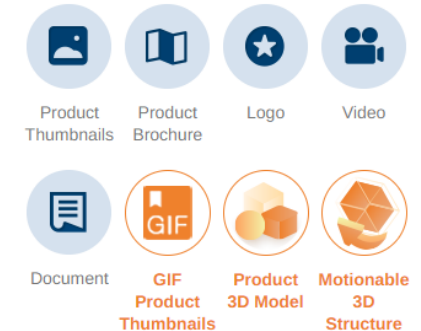 Product Thumbnails
Product Brochure
Logo
Video
GIF
Document
GIF Product Thumbnails
Product 3D Model
Motionable 3D Structure